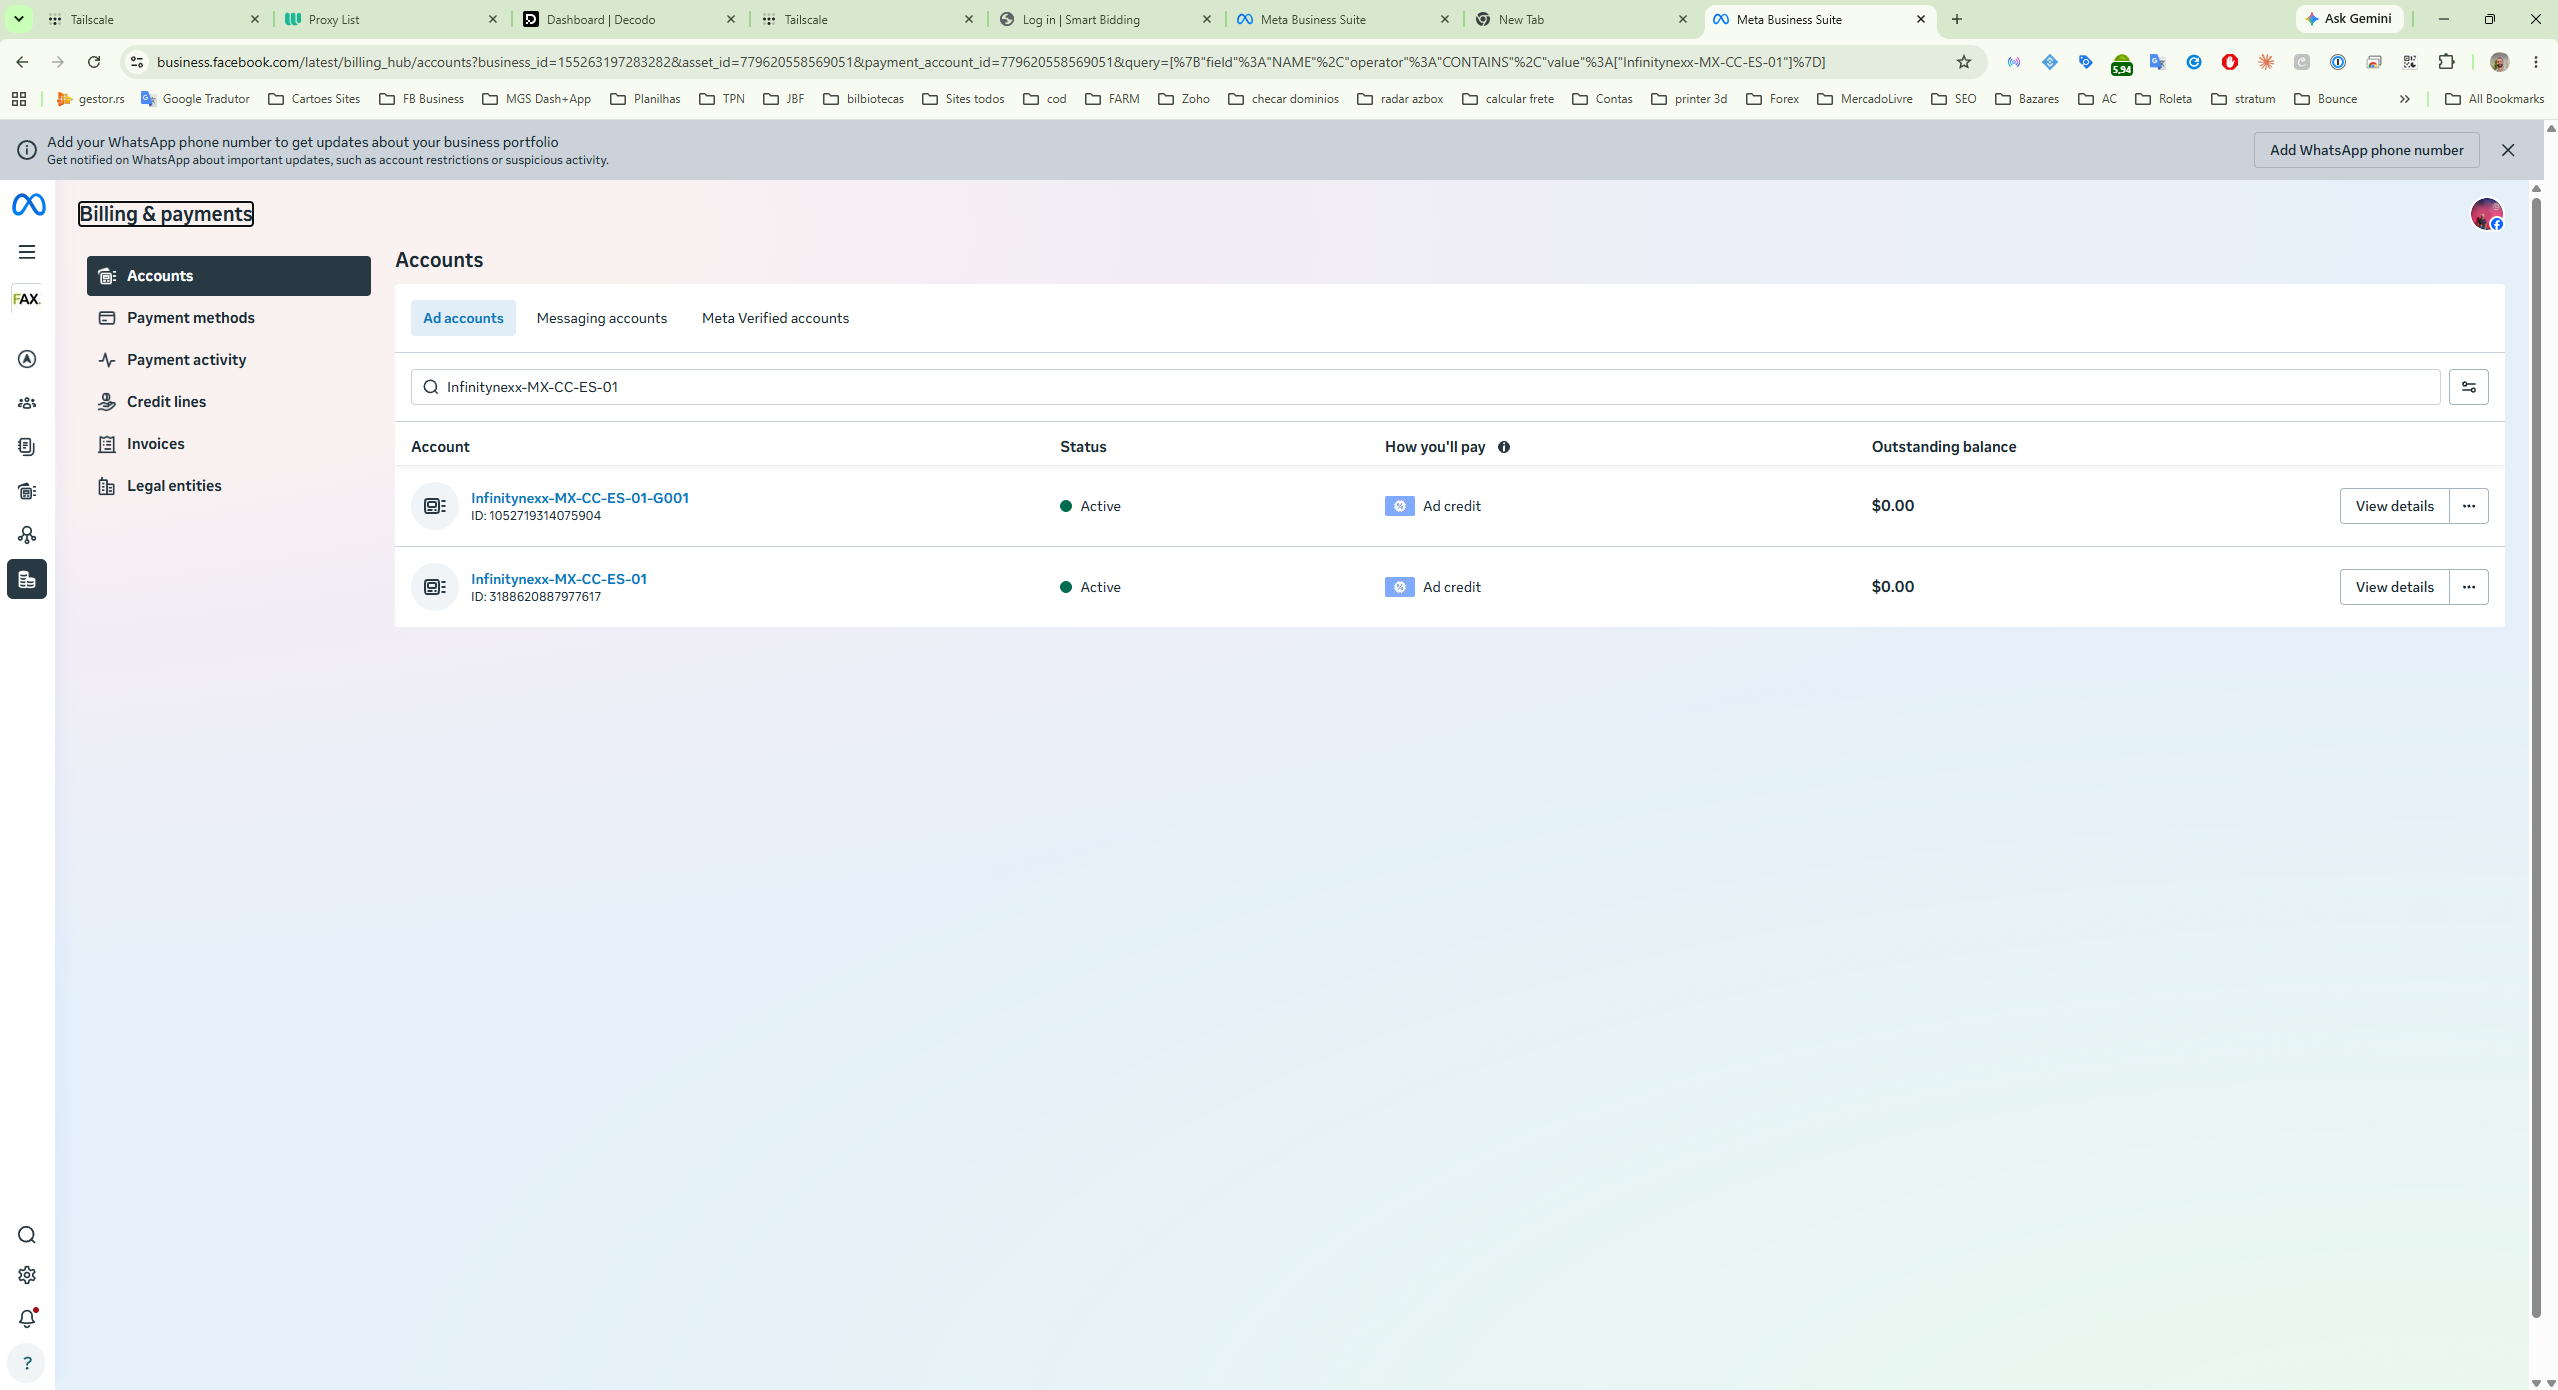 Tailscale
Proxy List
Dashboard | Decodo
Tailscale
Log in | Smart Bidding
Meta Business Suite
New Tab
Meta Business Suite
Ask Gemini
business.facebook.com/latest/billing_hub/accounts?business_id=155263197283282&asset_id=779620558569051&payment_account_id=779620558569051&query=[%7B"field"%3A"NAME"%2C"operator"%3A"CONTAINS"%2C"value"%3A["Infinitynexx-MX-CC-ES-01"]%7D]
5,94
gestor.rs
Google Tradutor
Cartoes Sites
FB Business
MGS Dash+App
Planilhas
TPN
JBF
bilbiotecas
Sites todos
cod
FARM
Zoho
checar dominios
radar azbox
calcular frete
Contas
printer 3d
Forex
MercadoLivre
SEO
Bazares
AC
Roleta
stratum
Bounce
All Bookmarks
Add your WhatsApp phone number to get updates about your business portfolio
Get notified on WhatsApp about important updates, such as account restrictions or suspicious activity.
Add WhatsApp phone number
Billing & payments
FAX.
Accounts
Payment methods
Payment activity
Credit lines
Invoices
Legal entities
Accounts
Ad accounts
Messaging accounts
Meta Verified accounts
Infinitynexx-MX-CC-ES-01
Account
Status
How you'll pay
Outstanding balance
Infinitynexx-MX-CC-ES-01-G001
ID: 1052719314075904
Active
Ad credit
$0.00
View details
Infinitynexx-MX-CC-ES-01
ID: 3188620887977617
Active
Ad credit
$0.00
View details
?